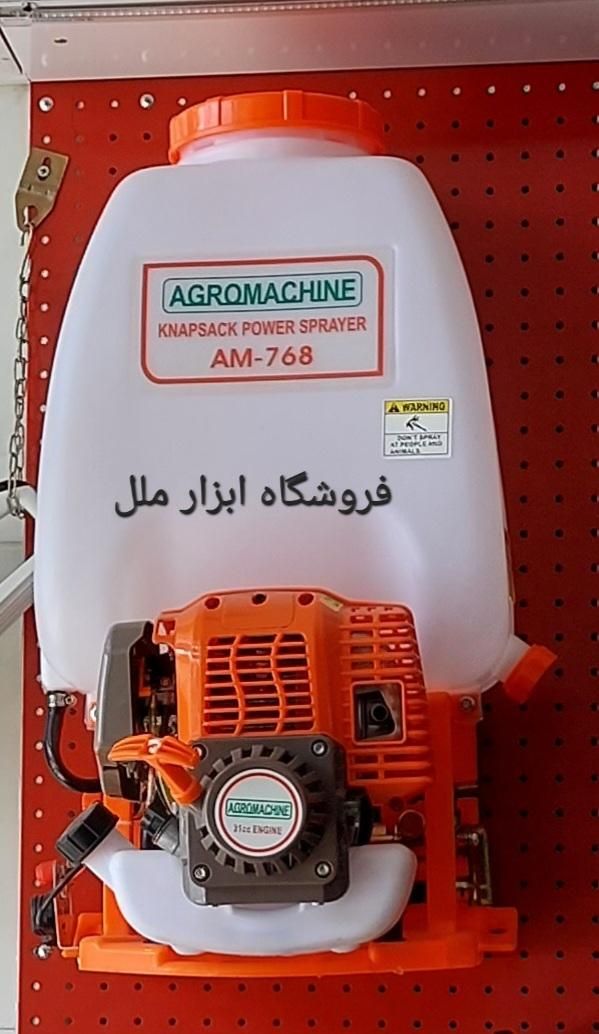 AGROMACHINE
KNAPSACK POWER SPRAYER
AM-768
WARNING
DON'T SPRAY
AT PEOPLE AND
ANIMALS
فروشگاه ابزار ملل
AGROMACHINE
31cc ENGINE